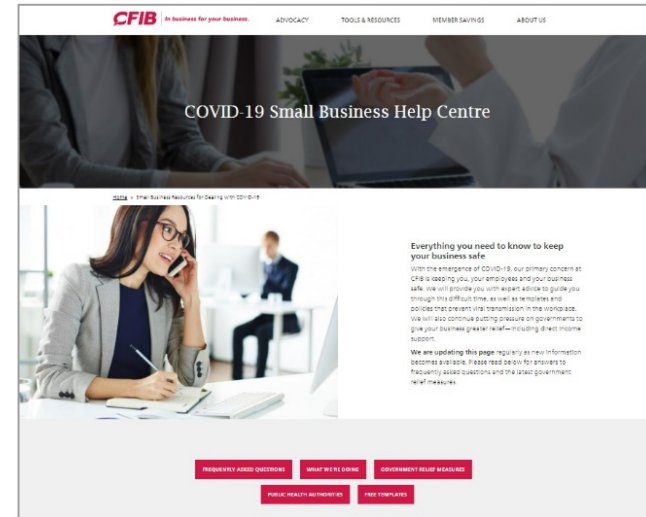 CFIB In business for your business. ADVOCACY TOOLS & RESOURCES MEMBER SAVINGS ABOUT US
COVID-19 Small Business Help Centre
Home » Small Business Resources for Dealing With COVID-19
Everything you need to know to keep
your business safe
With the emergence of COVID-19, our primary concern at
CFIB is keeping you, your employees and your business
safe. We will provide you with expert advice to guide you
through this difficult time, as well as templates and
policies that prevent viral transmission in the workplace.
We will also continue putting pressure on governments to
give your business greater relief—including direct income
support.
We are updating this page regularly as new information
becomes available. Please read below for answers to
frequently asked questions and the latest government
relief measures.
FREQUENTLY ASKED QUESTIONS WHAT WE'RE DOING GOVERNMENT RELIEF MEASURES
PUBLIC HEALTH AUTHORITIES FREE TEMPLATES